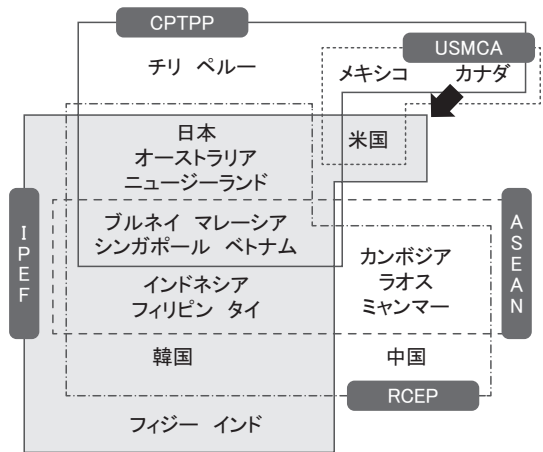 CPTPP
USMCA
チリ ペルー
メキシコ カナダ
日本
オーストラリア
ニュージーランド
米国
IPEF
ブルネイ マレーシア
シンガポール ベトナム
ASEAN
カンボジア
ラオス
ミャンマー
インドネシア
フィリピン タイ
韓国
中国
RCEP
フィジー インド